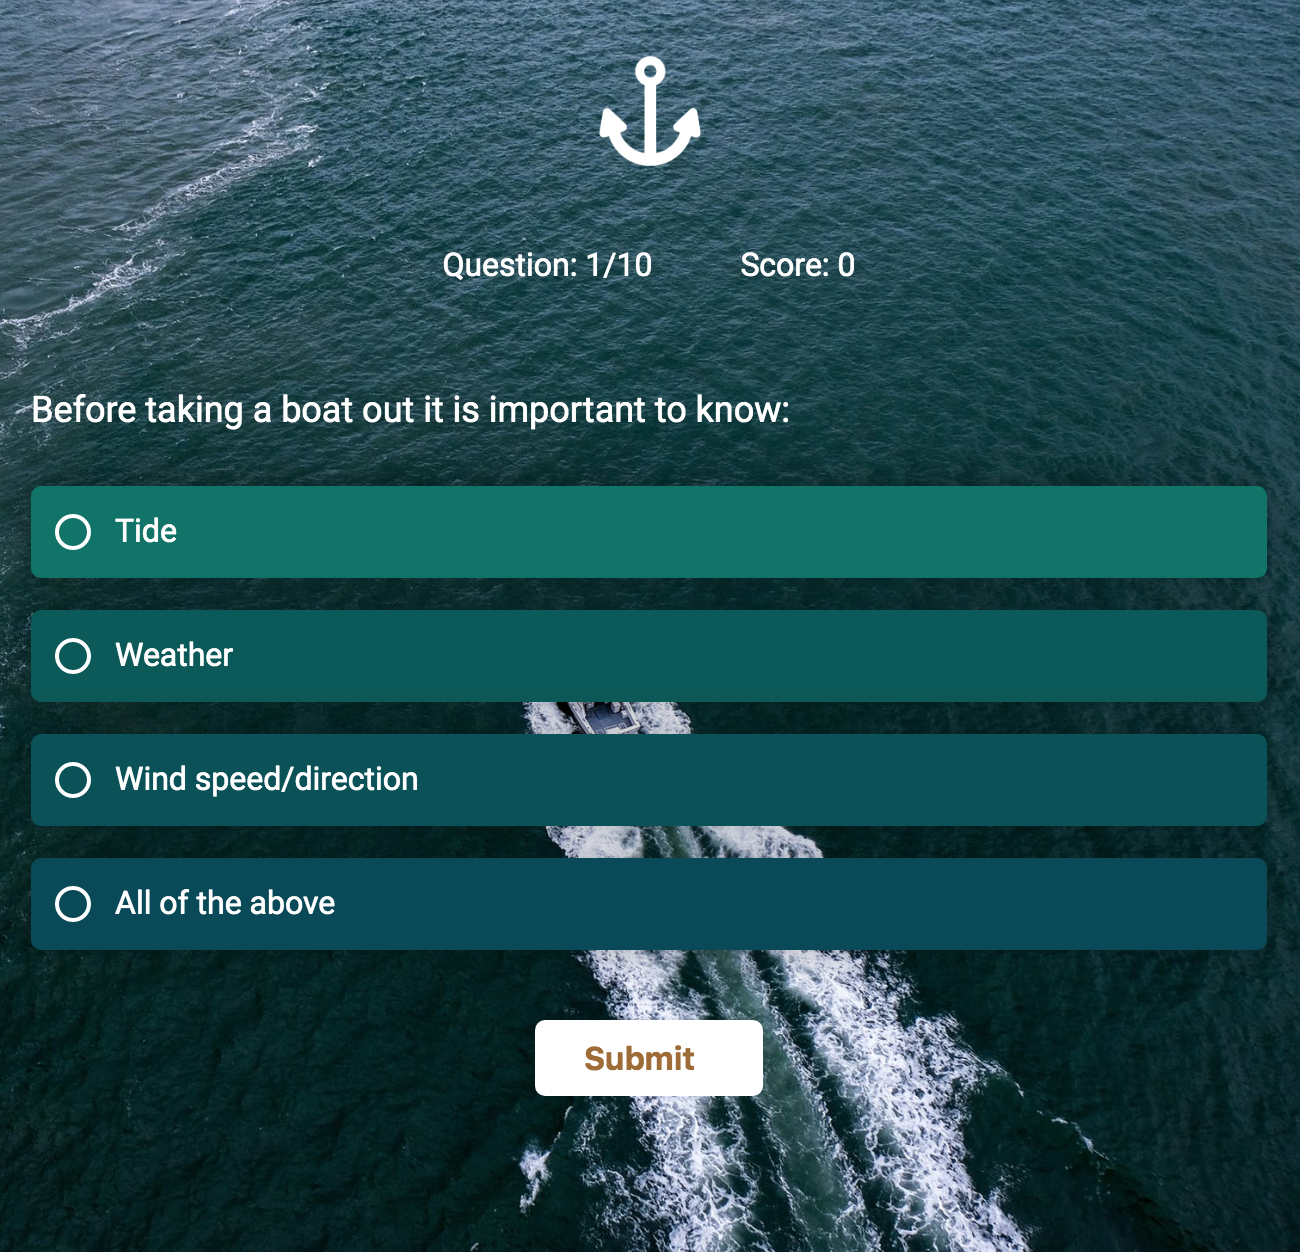 Question: 1/10 Score: 0
Before taking a boat out it is important to know:
Tide
Weather
Wind speed/direction
All of the above
Submit